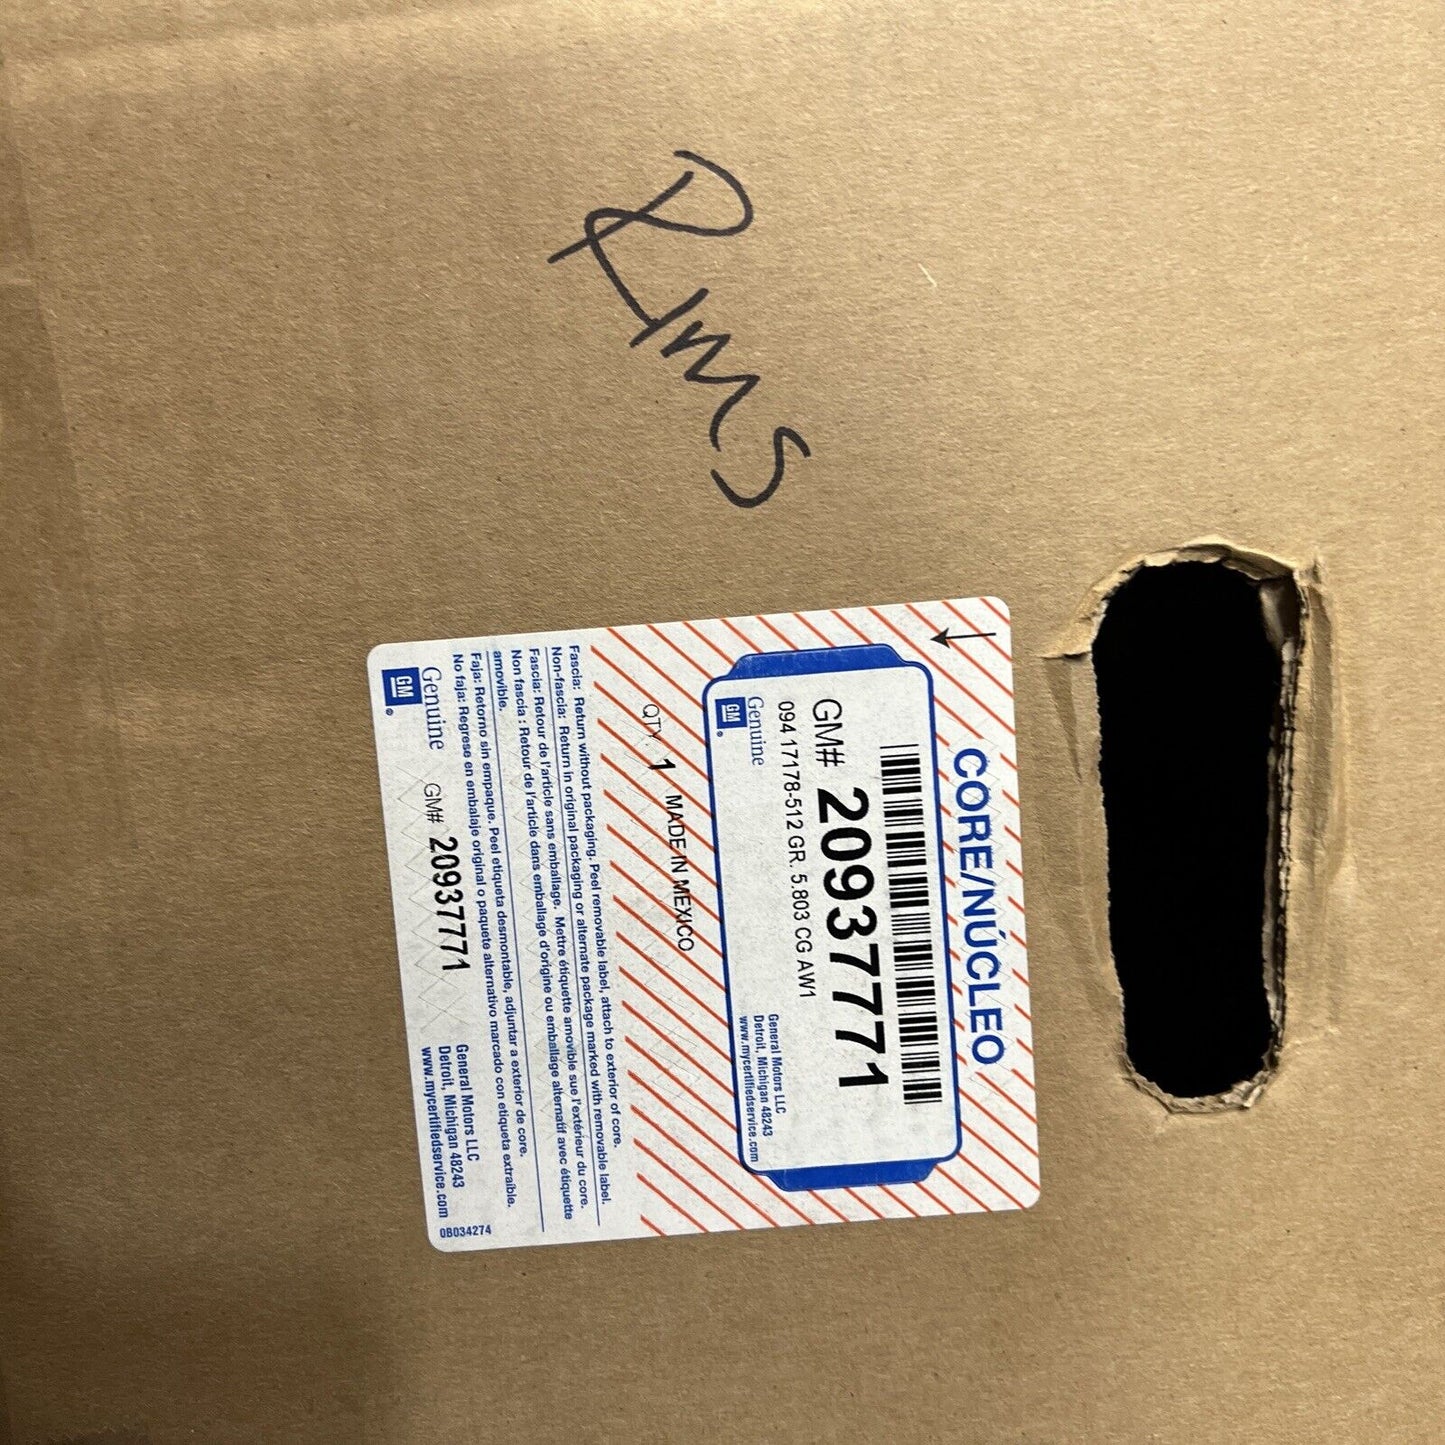 RIMS
CORE/NÚCLEO
GM# 20937771
094 17178-512 GR. 5.803 CG AW1
GM
Genuine
General Motors LLC
Detroit, Michigan 48243
www.mycertifiedservice.com
QTY. 1 MADE IN MEXICO
Fascia: Return without packaging. Peel removable label, attach to exterior of core.
Non-fascia: Return in original packaging or alternate package marked with removable label.
Fascia: Retour de l'article sans emballage. Mettre étiquette amovible sue l'extérieur du core.
Non fascia : Retour de l'article dans emballage d'origine ou emballage alternatif avec étiquette
amovible.
Faja: Retorno sin empaque. Peel etiqueta desmontable, adjuntar a exterior de core.
No faja: Regrese en embalaje original o paquete alternativo marcado con etiqueta extraíble.
GM
Genuine
GM# 20937771
General Motors LLC
Detroit, Michigan 48243
www.mycertifiedservice.com
0B034274